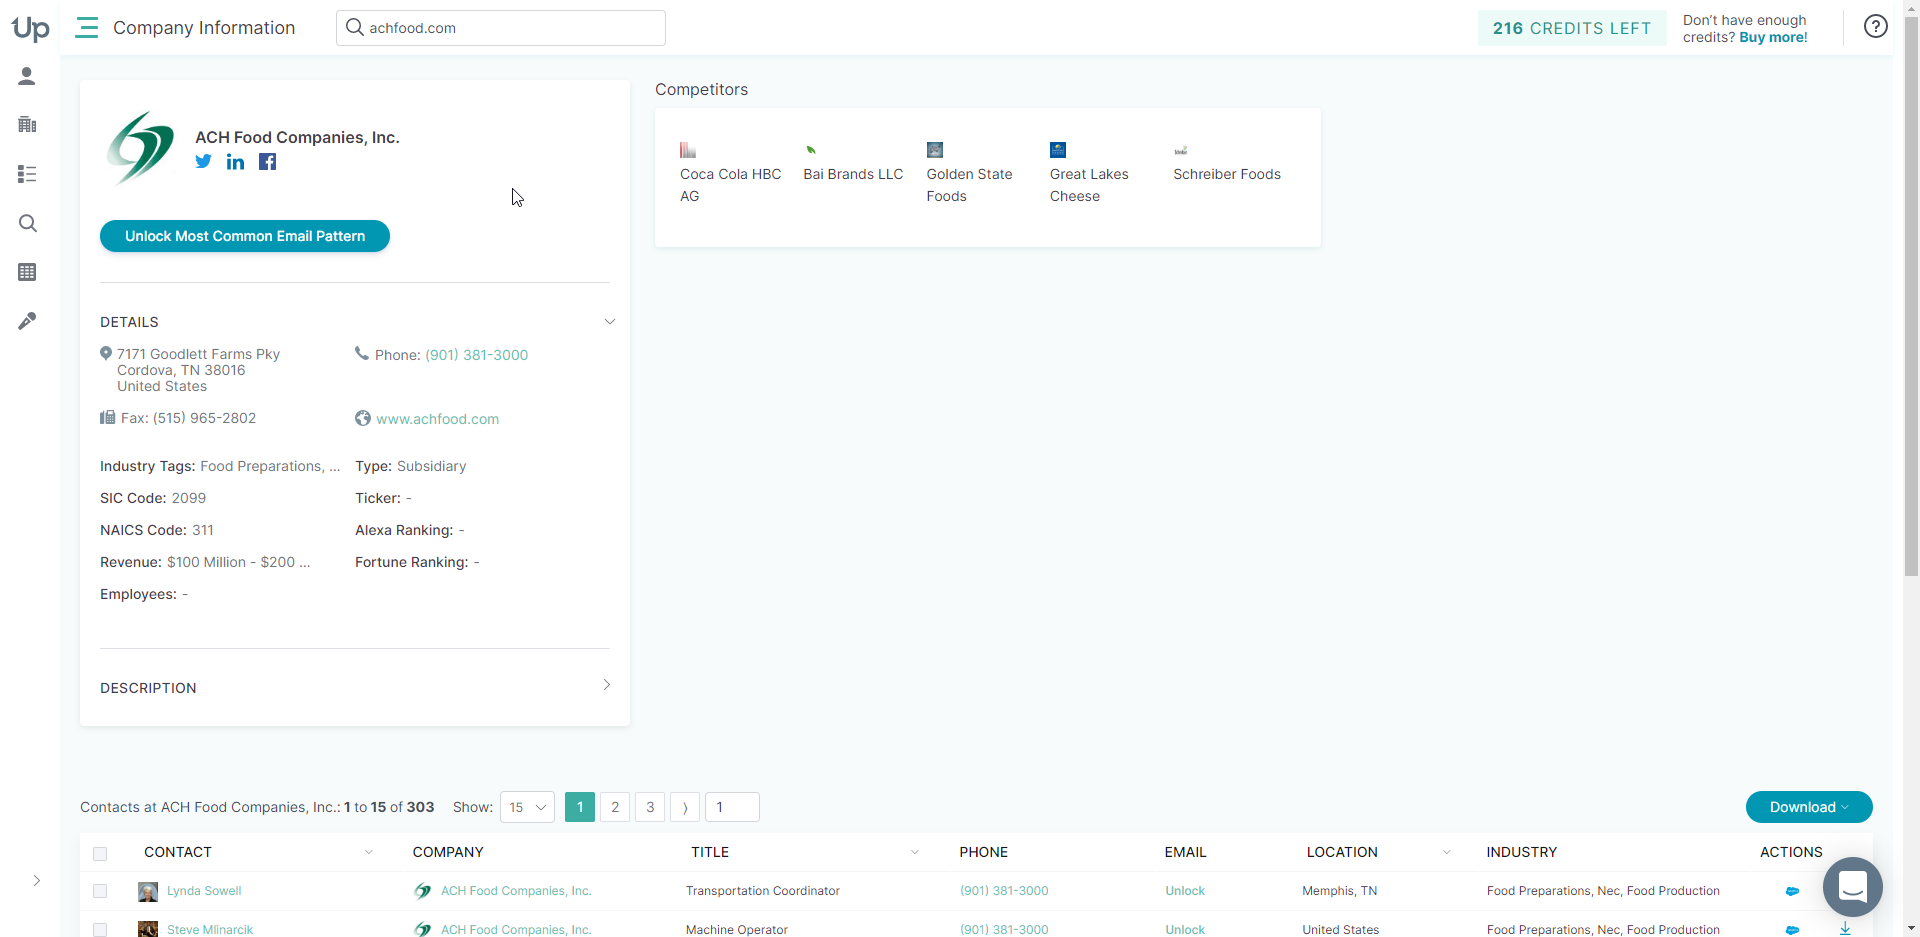 Up
Company Information
achfood.com
216 CREDITS LEFT
Don't have enough
credits? Buy more!
ACH Food Companies, Inc.
Unlock Most Common Email Pattern
DETAILS
7171 Goodlett Farms Pky
Cordova, TN 38016
United States
Phone: (901) 381-3000
Fax: (515) 965-2802
www.achfood.com
Industry Tags: Food Preparations, ...
Type: Subsidiary
SIC Code: 2099
Ticker: -
NAICS Code: 311
Alexa Ranking: -
Revenue: $100 Million - $200 ...
Fortune Ranking: -
Employees: -
DESCRIPTION
Competitors
Coca Cola HBC
AG
Bai Brands LLC
Golden State
Foods
Great Lakes
Cheese
Schreiber Foods
Contacts at ACH Food Companies, Inc.: 1 to 15 of 303
Show: 15
1 2 3 ⟩ 1
Download
CONTACT COMPANY TITLE PHONE EMAIL LOCATION INDUSTRY ACTIONS
Lynda Sowell ACH Food Companies, Inc. Transportation Coordinator (901) 381-3000 Unlock Memphis, TN Food Preparations, Nec, Food Production
Steve Mlinarcik ACH Food Companies, Inc. Machine Operator (901) 381-3000 Unlock United States Food Preparations, Nec, Food Production